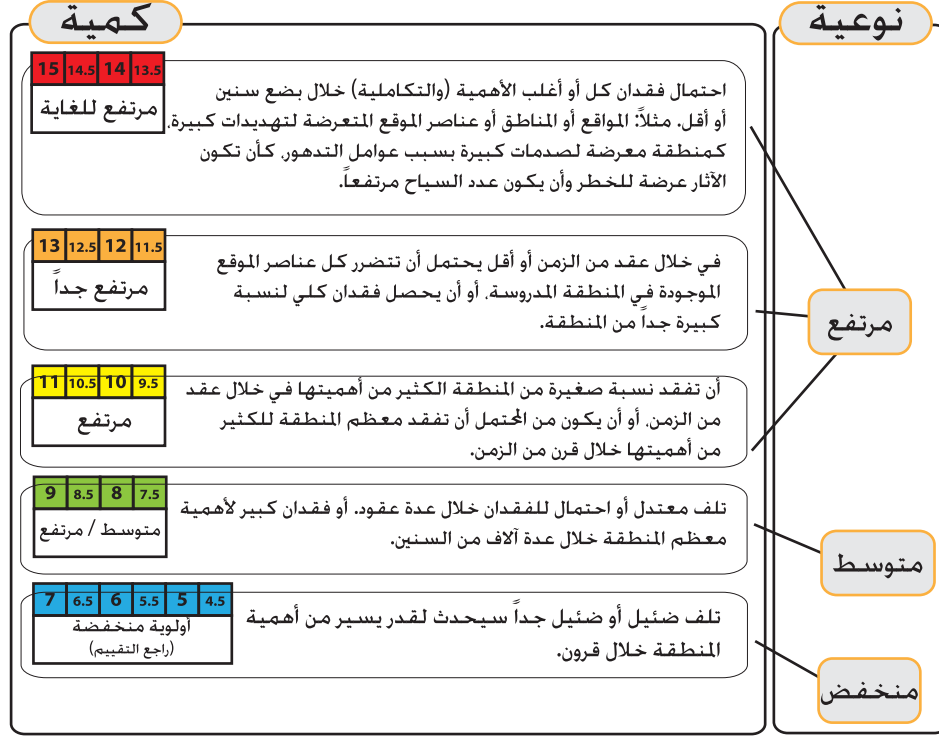 نوعية
كمية
15 14.5 14 13.5
مرتفع للغاية
احتمال فقدان كل أو أغلب الأهمية (والتكاملية) خلال بضع سنين
أو أقل. مثلاً: المواقع أو المناطق أو عناصر الموقع المتعرضة لتهديدات كبيرة،
كمنطقة معرضة لصدمات كبيرة بسبب عوامل التدهور، كأن تكون
الآثار عرضة للخطر وأن يكون عدد السياح مرتفعاً.
13 12.5 12 11.5
مرتفع جداً
في خلال عقد من الزمن أو أقل يحتمل أن تتضرر كل عناصر الموقع
الموجودة في المنطقة المدروسة، أو أن يحصل فقدان كلي لنسبة
كبيرة جداً من المنطقة.
مرتفع
11 10.5 10 9.5
مرتفع
أن تفقد نسبة صغيرة من المنطقة الكثير من أهميتها في خلال عقد
من الزمن، أو أن يكون من المحتمل أن تفقد معظم المنطقة للكثير
من أهميتها خلال قرن من الزمن.
9 8.5 8 7.5
متوسط / مرتفع
تلف معتدل أو احتمال للفقدان خلال عدة عقود. أو فقدان كبير لأهمية
معظم المنطقة خلال عدة آلاف من السنين.
متوسط
7 6.5 6 5.5 5 4.5
أولوية منخفضة
(راجع التقييم)
تلف ضئيل أو ضئيل جداً سيحدث لقدر يسير من أهمية
المنطقة خلال قرون.
منخفض